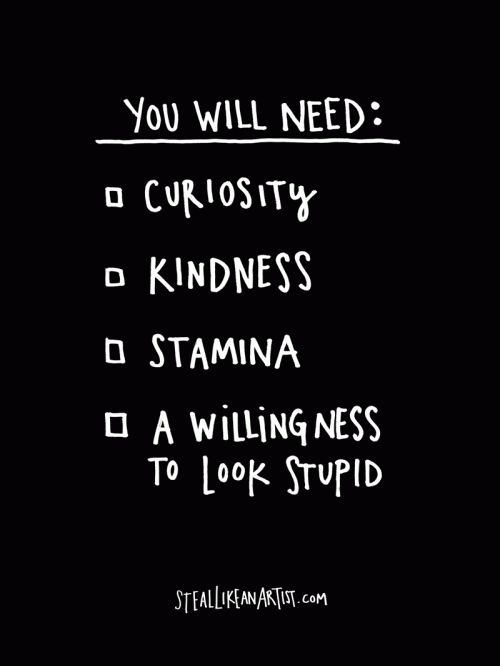 YOU WILL NEED:
CURIOSITY
KINDNESS
STAMINA
A WILLINGNESS
TO LOOK STUPID
STEALLIKEANARTIST.COM